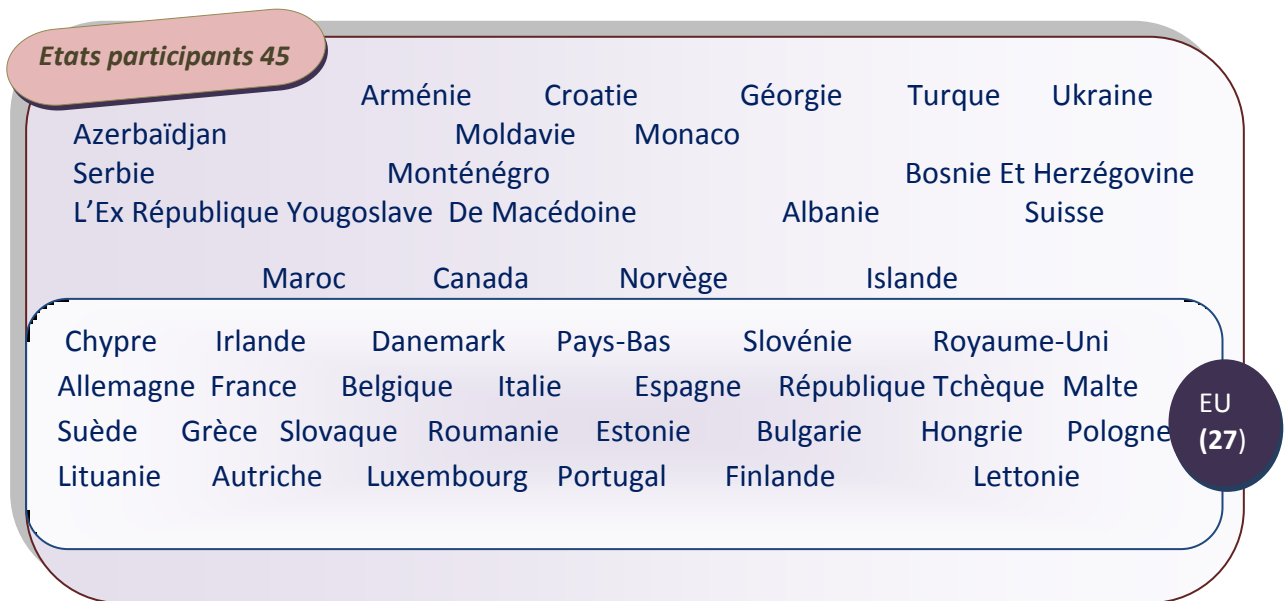 Etats participants 45
Arménie Croatie Géorgie Turque Ukraine
Azerbaïdjan Moldavie Monaco
Serbie Monténégro Bosnie Et Herzégovine
L’Ex République Yougoslave De Macédoine Albanie Suisse
Maroc Canada Norvège Islande
Chypre Irlande Danemark Pays-Bas Slovénie Royaume-Uni
Allemagne France Belgique Italie Espagne République Tchèque Malte
Suède Grèce Slovaque Roumanie Estonie Bulgarie Hongrie Pologne
Lituanie Autriche Luxembourg Portugal Finlande Lettonie
EU
(27)